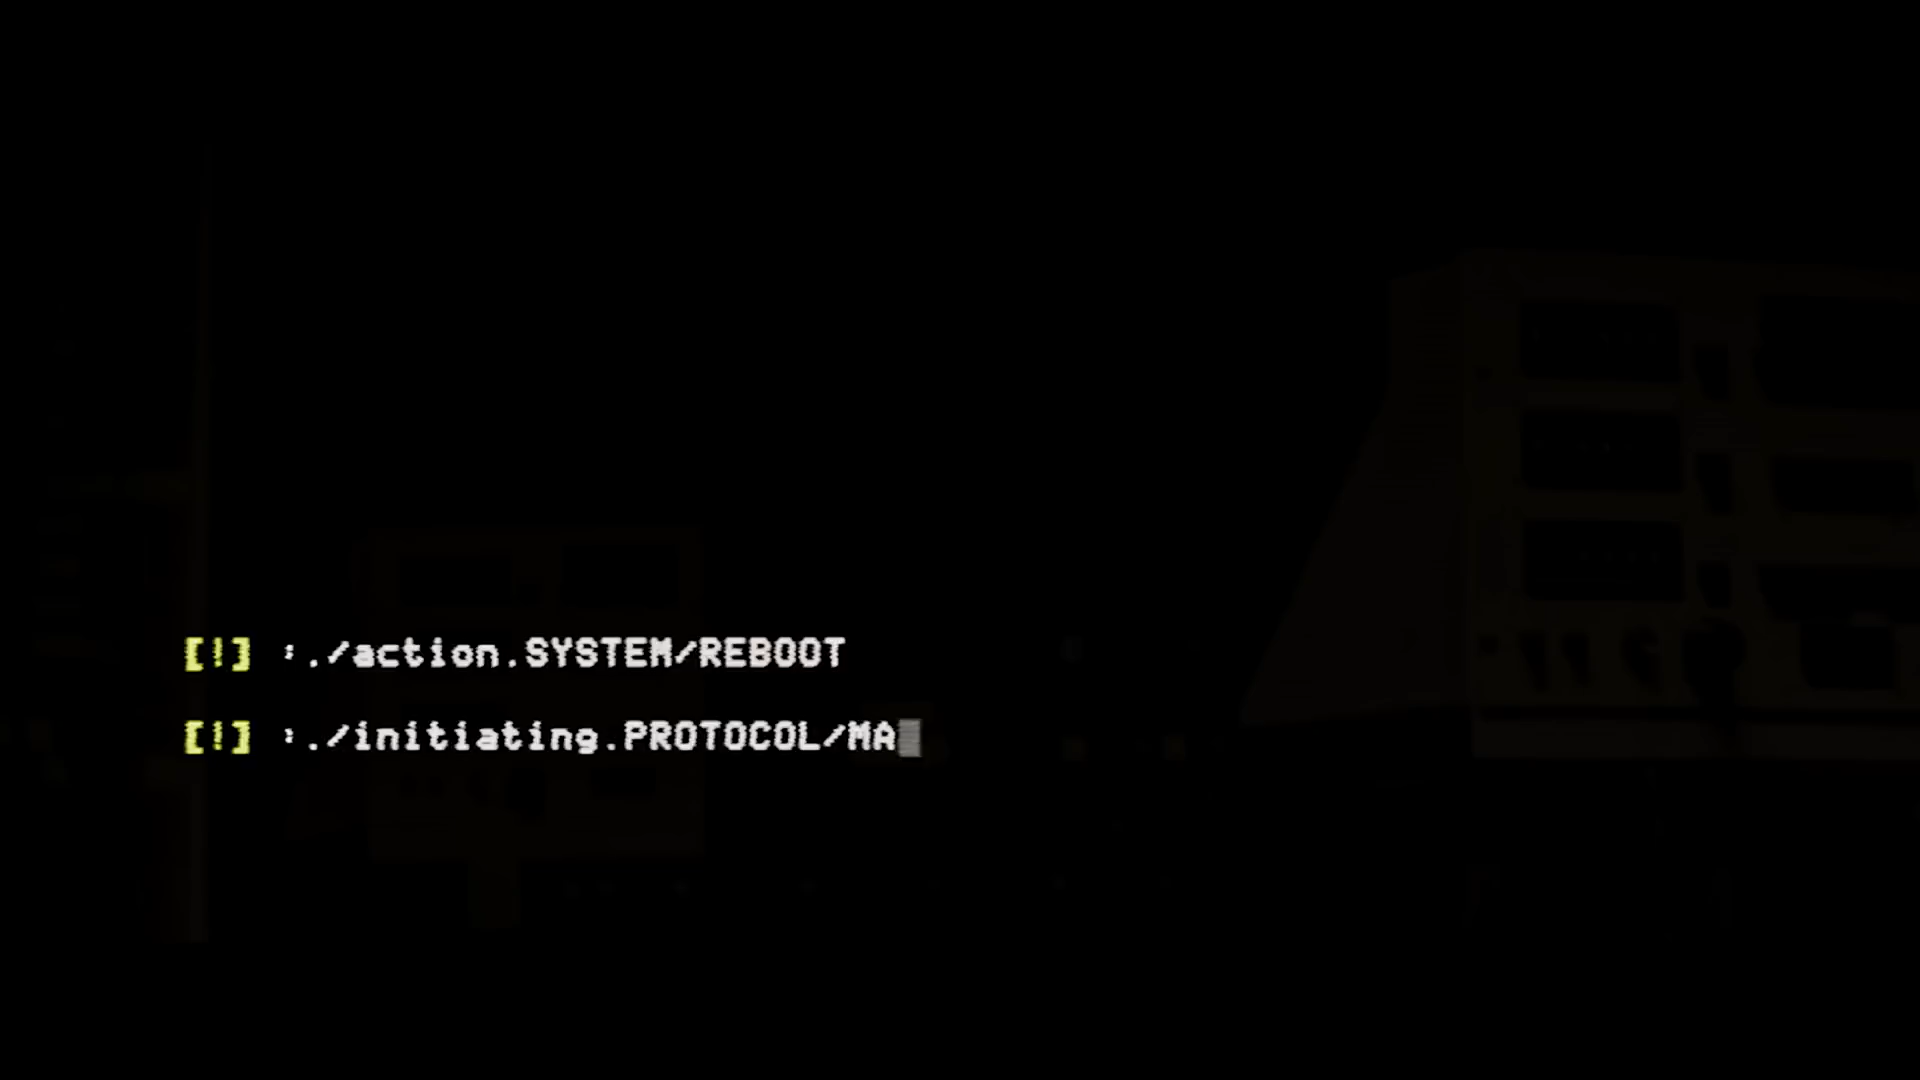 [!] :./action.SYSTEM/REBOOT
[!] :./initiating.PROTOCOL/MA